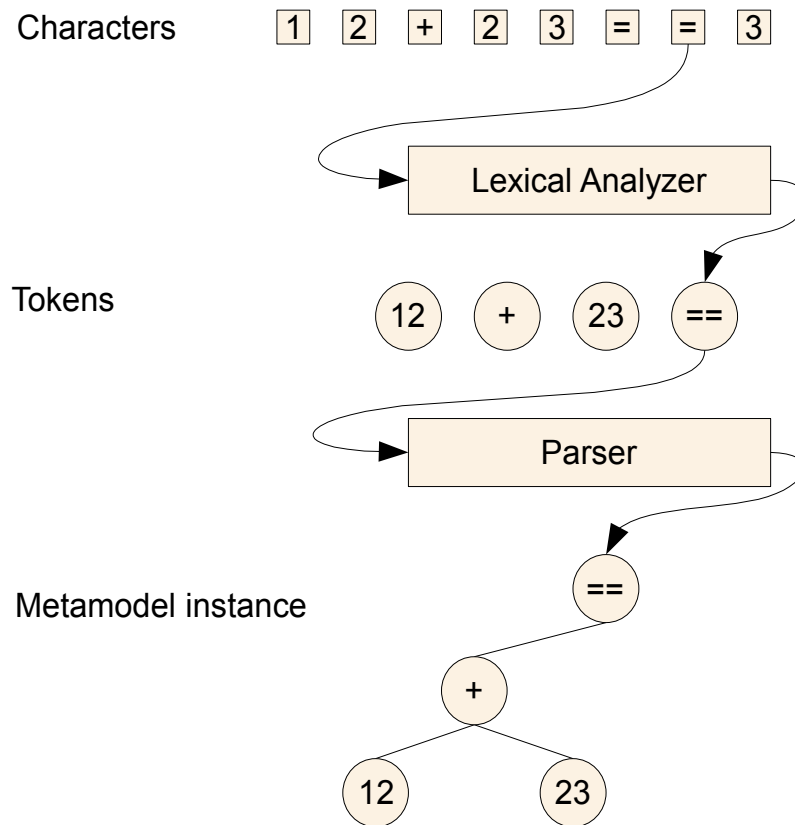 Characters 1 2 + 2 3 = = 3
Lexical Analyzer
Tokens 12 + 23 ==
Parser
==
Metamodel instance
+
12 23